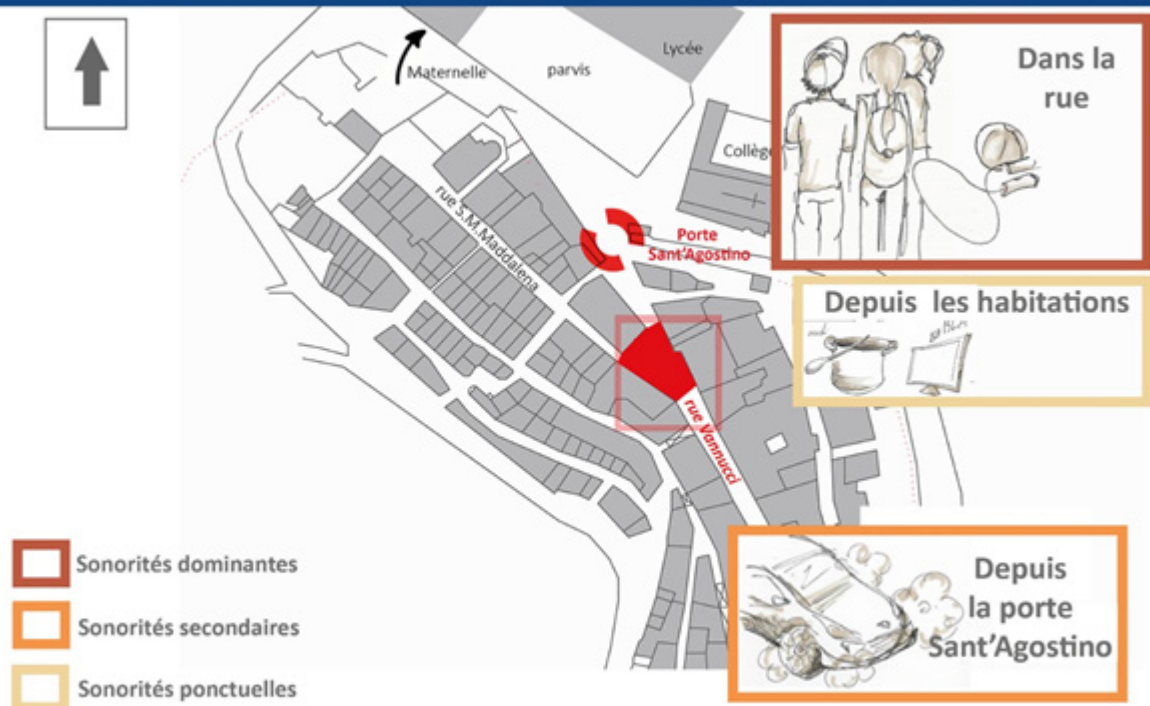 Lycée
Maternelle
parvis
Collège
rue S.M.Maddalena
Porte
Sant'Agostino
rue Vannucci
Dans la
rue
Depuis les habitations
Depuis
la porte
Sant'Agostino
Sonorités dominantes
Sonorités secondaires
Sonorités ponctuelles